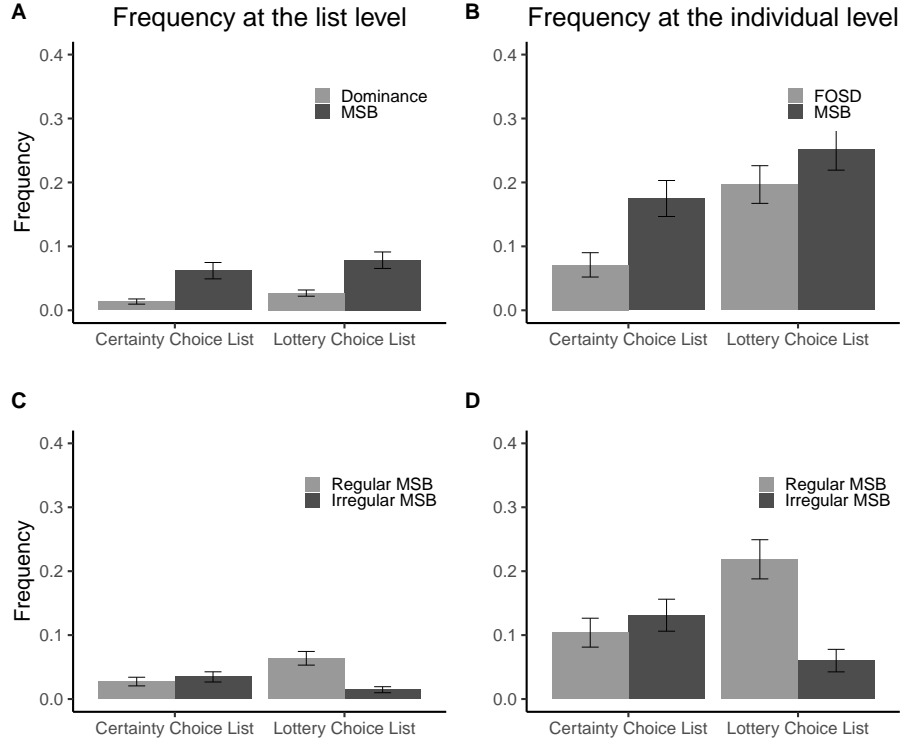 A
Frequency at the list level
Frequency
0.4
0.3
0.2
0.1
0.0
Dominance
MSB
Certainty Choice List
Lottery Choice List
B
Frequency at the individual level
0.4
0.3
0.2
0.1
0.0
FOSD
MSB
Certainty Choice List
Lottery Choice List
C
Frequency
0.4
0.3
0.2
0.1
0.0
Regular MSB
Irregular MSB
Certainty Choice List
Lottery Choice List
D
0.4
0.3
0.2
0.1
0.0
Regular MSB
Irregular MSB
Certainty Choice List
Lottery Choice List